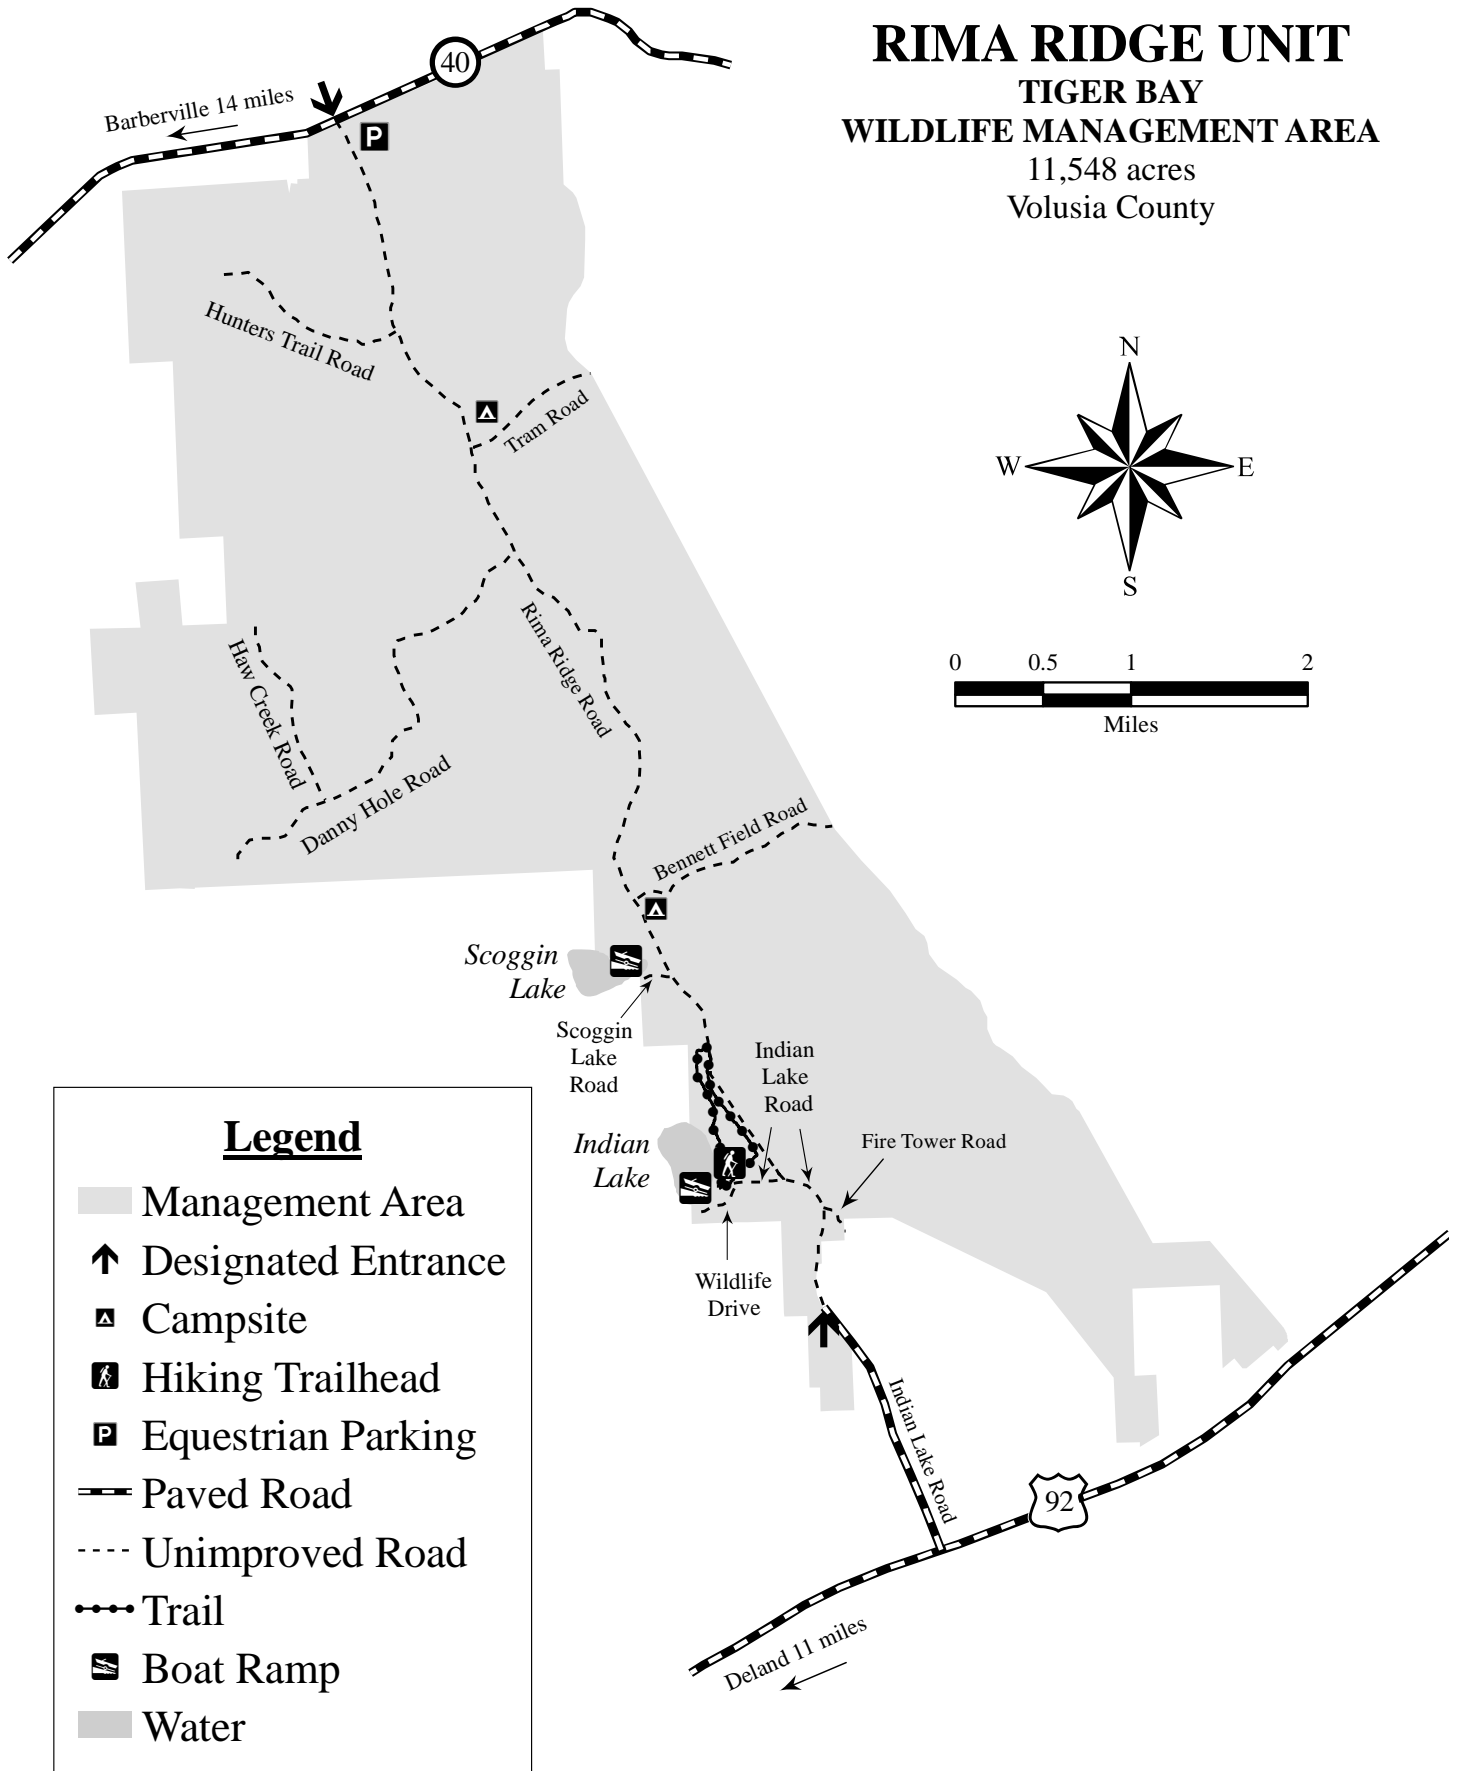 RIMA RIDGE UNIT
TIGER BAY
WILDLIFE MANAGEMENT AREA
11,548 acres
Volusia County
40
Barberville 14 miles
P
Hunters Trail Road
Tram Road
N
W
E
S
Rima Ridge Road
Haw Creek Road
Danny Hole Road
0 0.5 1 2
Miles
Bennett Field Road
Scoggin
Lake
Scoggin
Lake
Road
Indian
Lake
Road
Indian
Lake
Fire Tower Road
Wildlife
Drive
Indian Lake Road
92
Deland 11 miles
Legend
Management Area
Designated Entrance
Campsite
Hiking Trailhead
P Equestrian Parking
Paved Road
Unimproved Road
Trail
Boat Ramp
Water